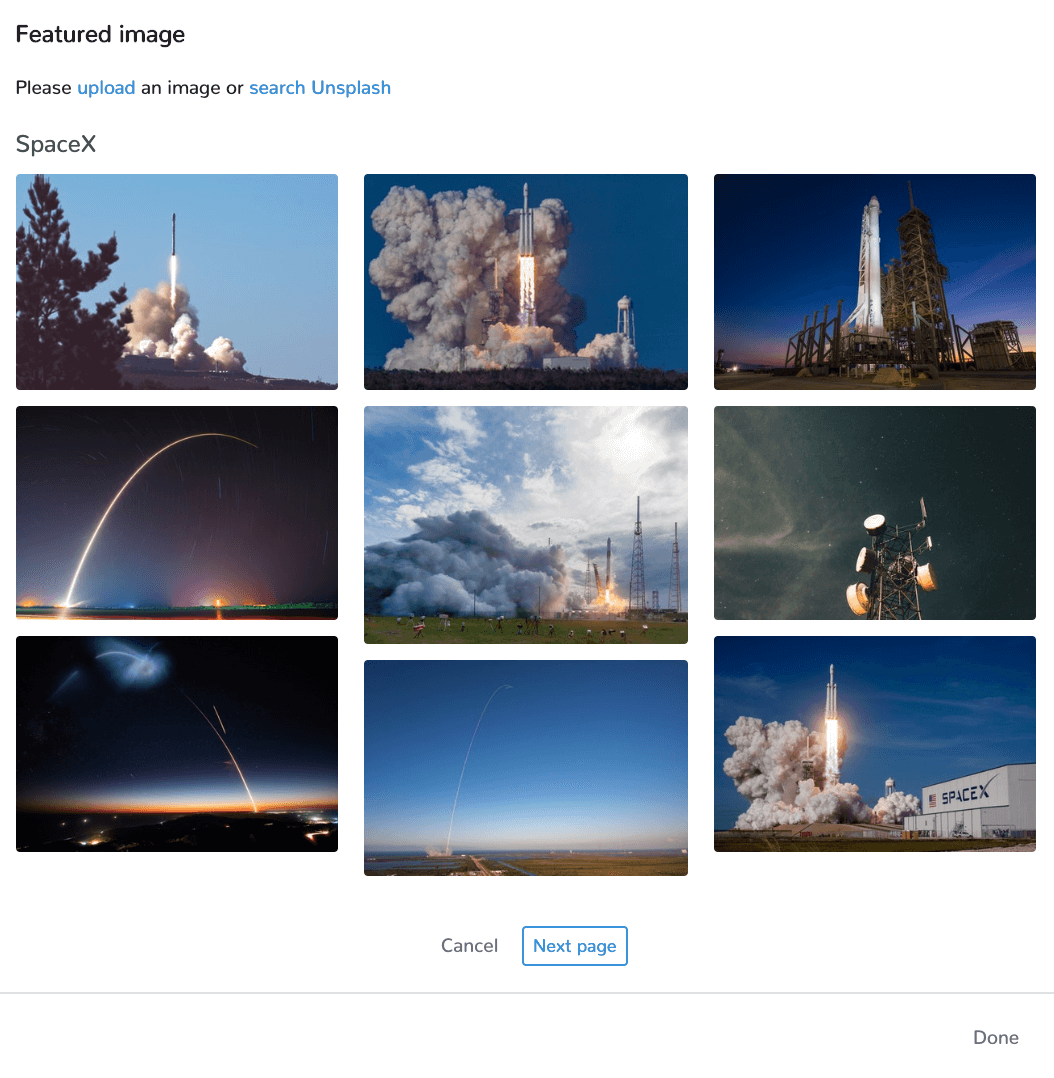 Featured image
Please upload an image or search Unsplash
SpaceX
SPACEX
Cancel
Next page
Done